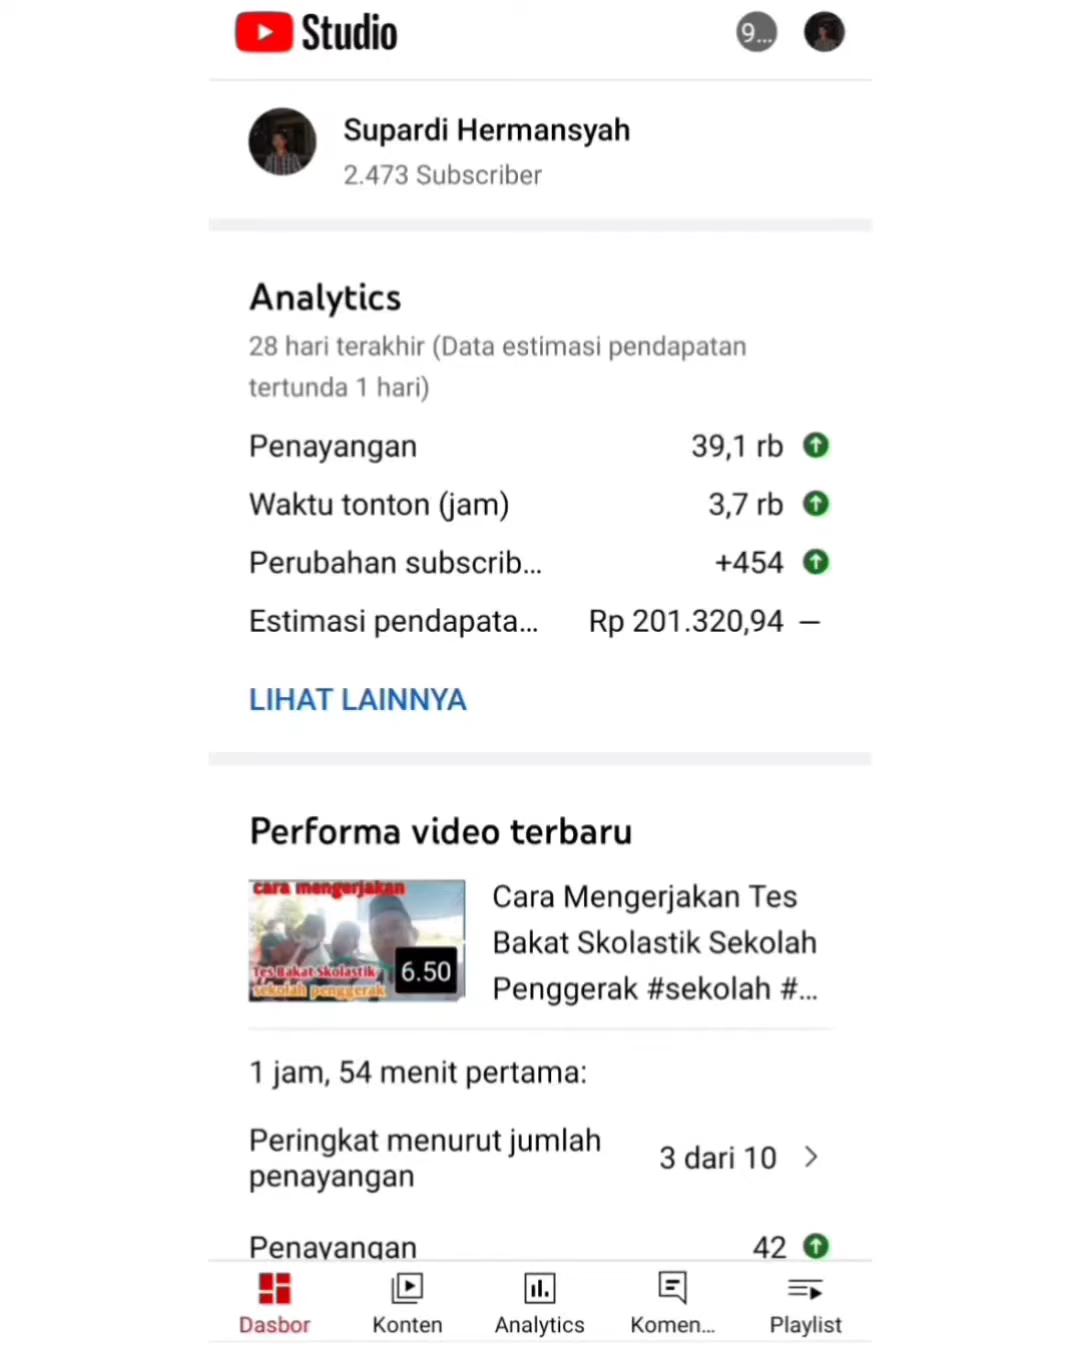 Studio
9...
Supardi Hermansyah
2.473 Subscriber
Analytics
28 hari terakhir (Data estimasi pendapatan
tertunda 1 hari)
Penayangan 39,1 rb
Waktu tonton (jam) 3,7 rb
Perubahan subscrib... +454
Estimasi pendapata... Rp 201.320,94 —
LIHAT LAINNYA
Performa video terbaru
cara mengerjakan
Tes Bakat skolastik
sekolah penggerak
6.50
Cara Mengerjakan Tes
Bakat Skolastik Sekolah
Penggerak #sekolah #...
1 jam, 54 menit pertama:
Peringkat menurut jumlah
penayangan
3 dari 10
Penayangan 42
Dasbor
Konten
Analytics
Komen...
Playlist